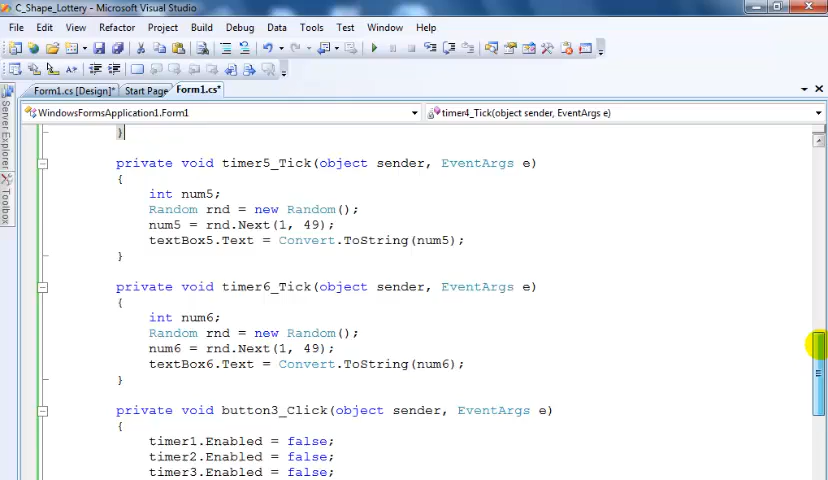 C_Shape_Lottery - Microsoft Visual Studio
File Edit View Refactor Project Build Debug Data Tools Test Window Help
Form1.cs [Design]* Start Page Form1.cs*
WindowsFormsApplication1.Form1 timer4_Tick(object sender, EventArgs e)
Server Explorer
Toolbox
}
private void timer5_Tick(object sender, EventArgs e)
{
int num5;
Random rnd = new Random();
num5 = rnd.Next(1, 49);
textBox5.Text = Convert.ToString(num5);
}
private void timer6_Tick(object sender, EventArgs e)
{
int num6;
Random rnd = new Random();
num6 = rnd.Next(1, 49);
textBox6.Text = Convert.ToString(num6);
}
private void button3_Click(object sender, EventArgs e)
{
timer1.Enabled = false;
timer2.Enabled = false;
timer3.Enabled = false;